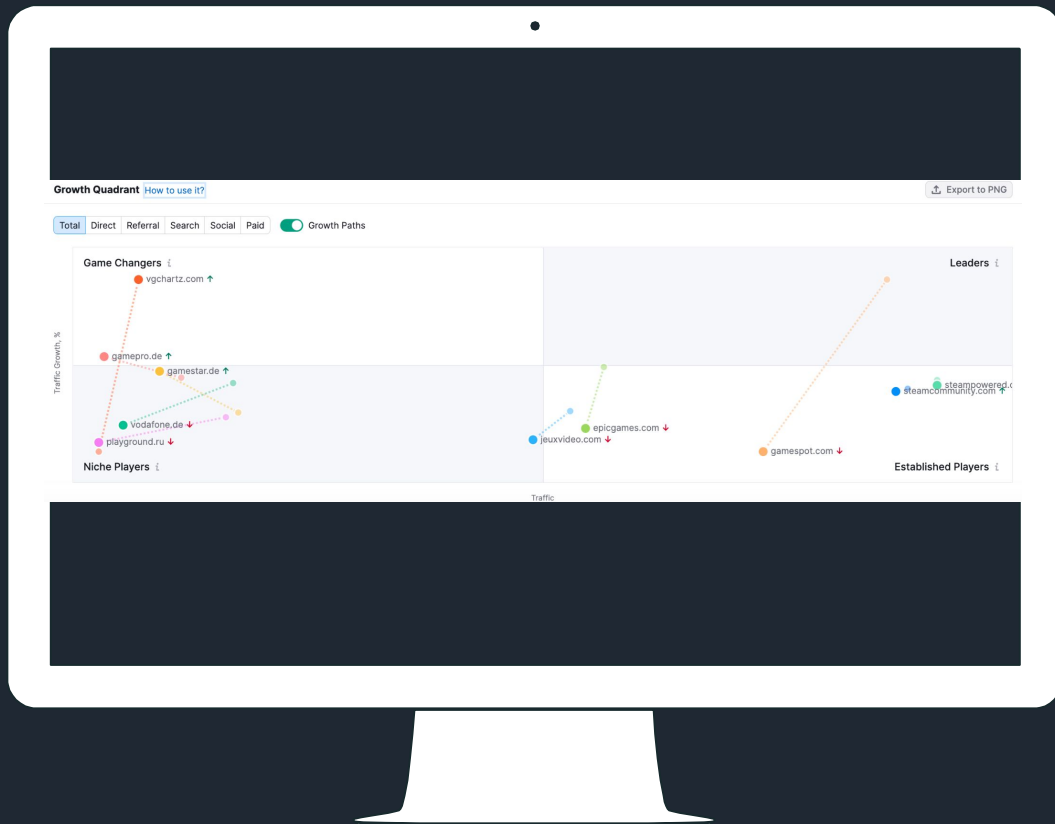 Growth Quadrant How to use it? Export to PNG
Total Direct Referral Search Social Paid Growth Paths
Game Changers i Leaders i
vgchartz.com ↑
Traffic Growth, %
gamepro.de ↑
gamestar.de ↑
steampowered.c
steamcommunity.com ↑
vodafone.de ↓
epicgames.com ↓
playground.ru ↓
jeuxvideo.com ↓
gamespot.com ↓
Niche Players i Established Players i
Traffic